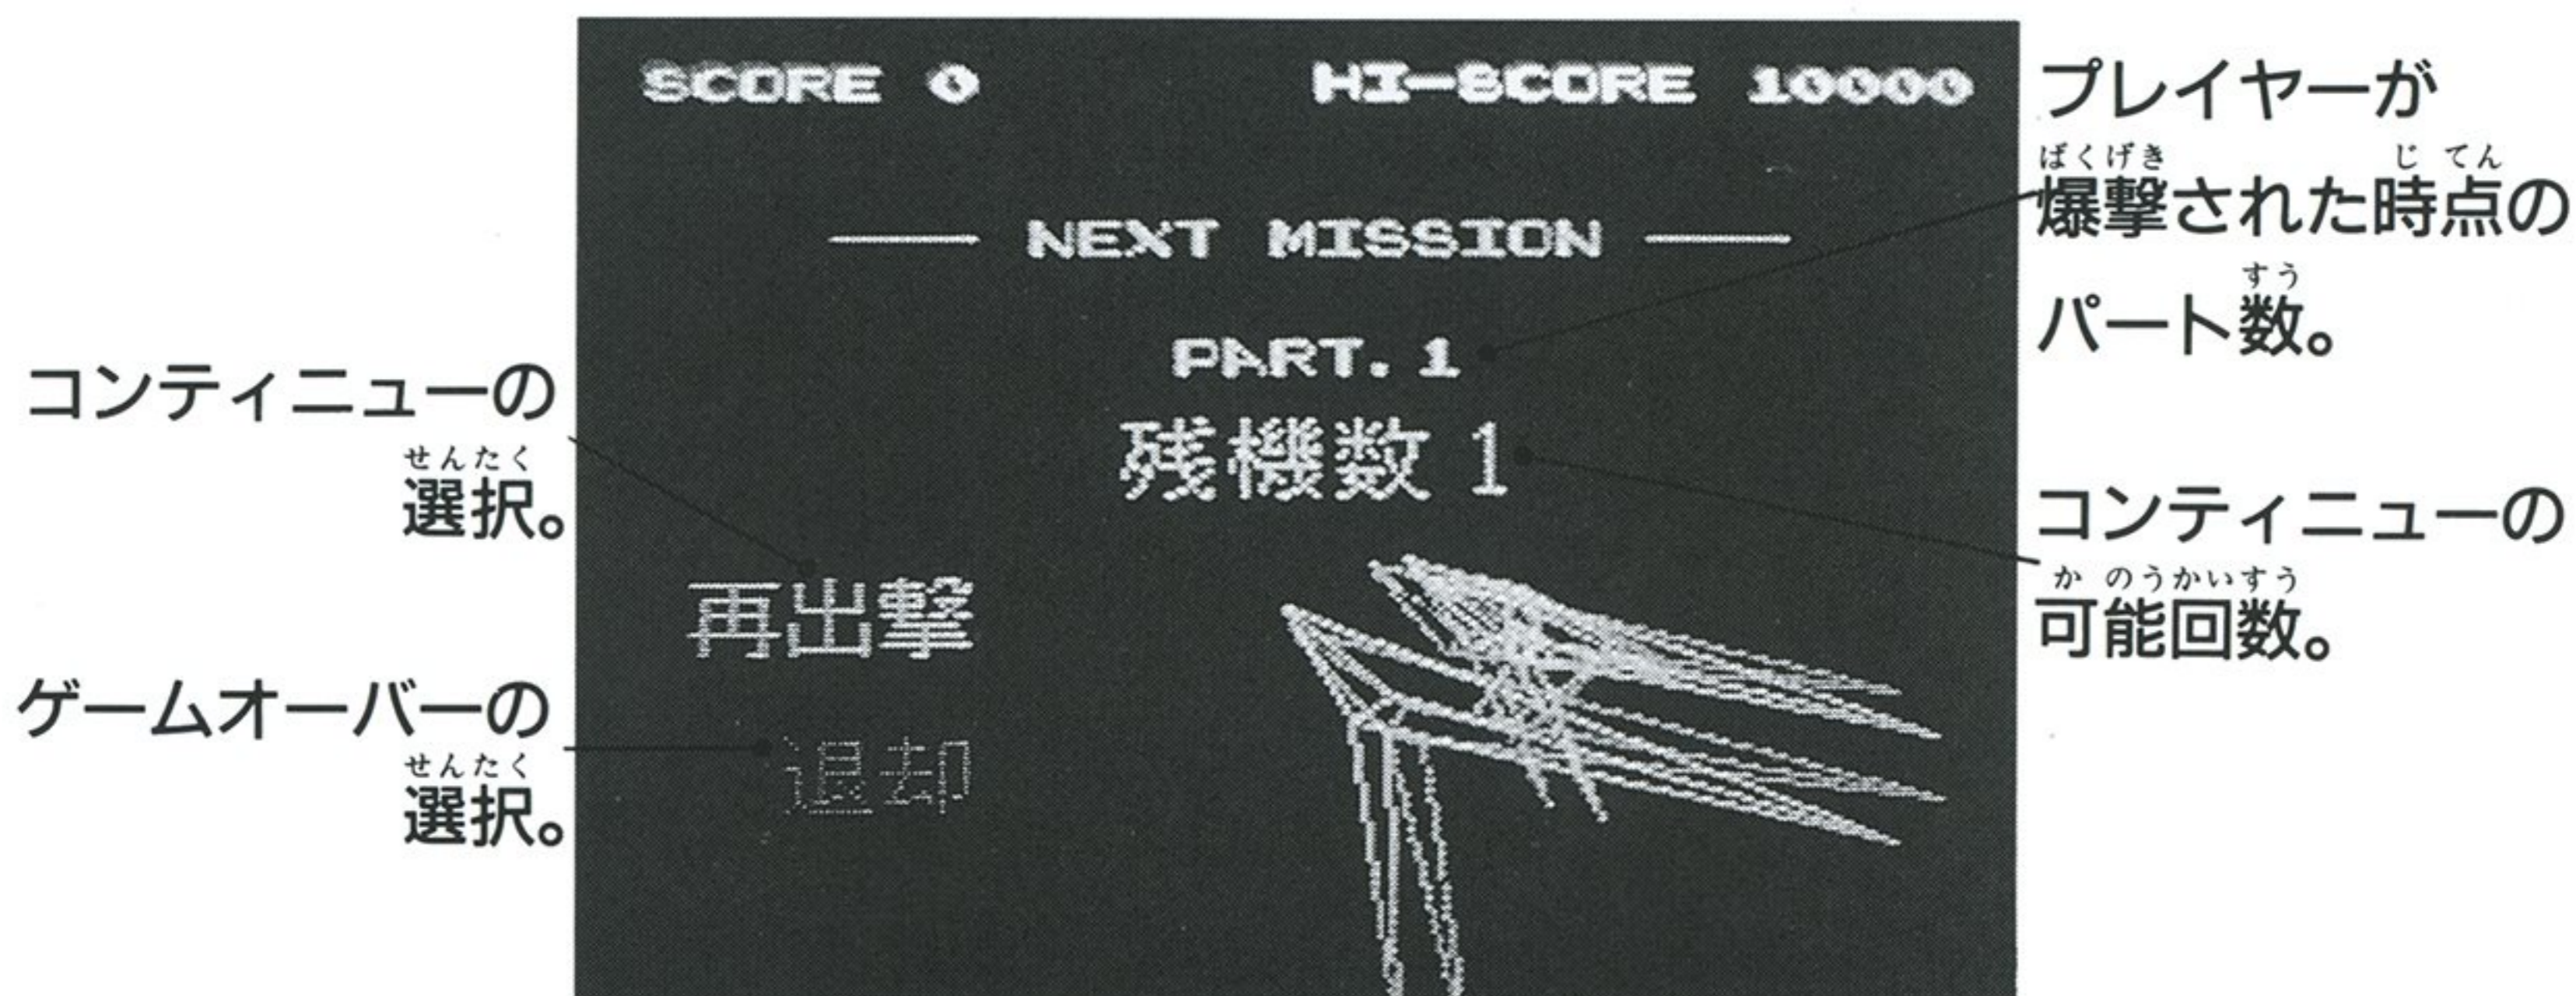 SCORE 0 HI-SCORE 10000
NEXT MISSION
PART. 1
残機数 1
再出撃
退却
コンティニューの
せんたく
選択。
ゲームオーバーの
せんたく
選択。
プレイヤーが
ばくげき じ てん
爆撃された時点の
すう
パート数。
コンティニューの
か のうかいすう
可能回数。